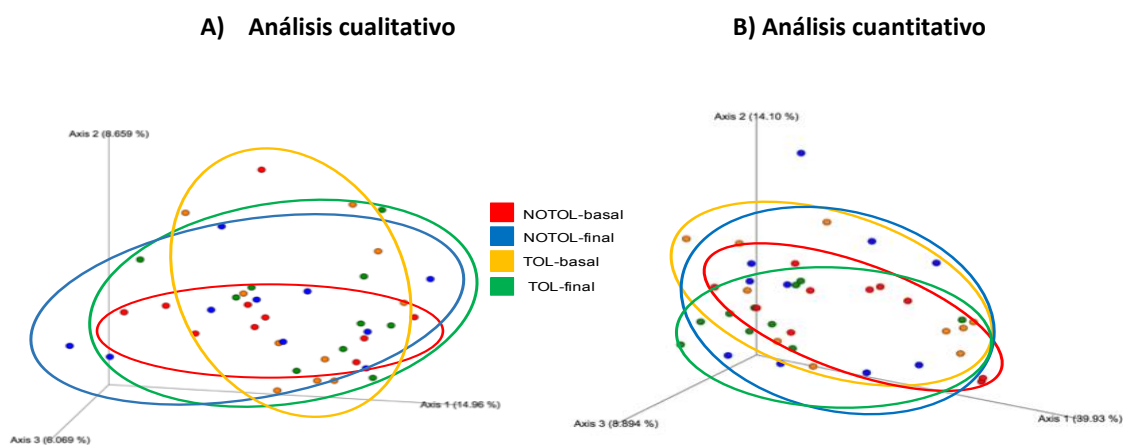 A) Análisis cualitativo
B) Análisis cuantitativo
Axis 2 (8.659 %)
Axis 1 (14.96 %)
Axis 3 (6.069 %)
NOTOL-basal
NOTOL-final
TOL-basal
TOL-final
Axis 2 (14.10 %)
Axis 3 (8.894 %)
Axis 1 (39.93 %)